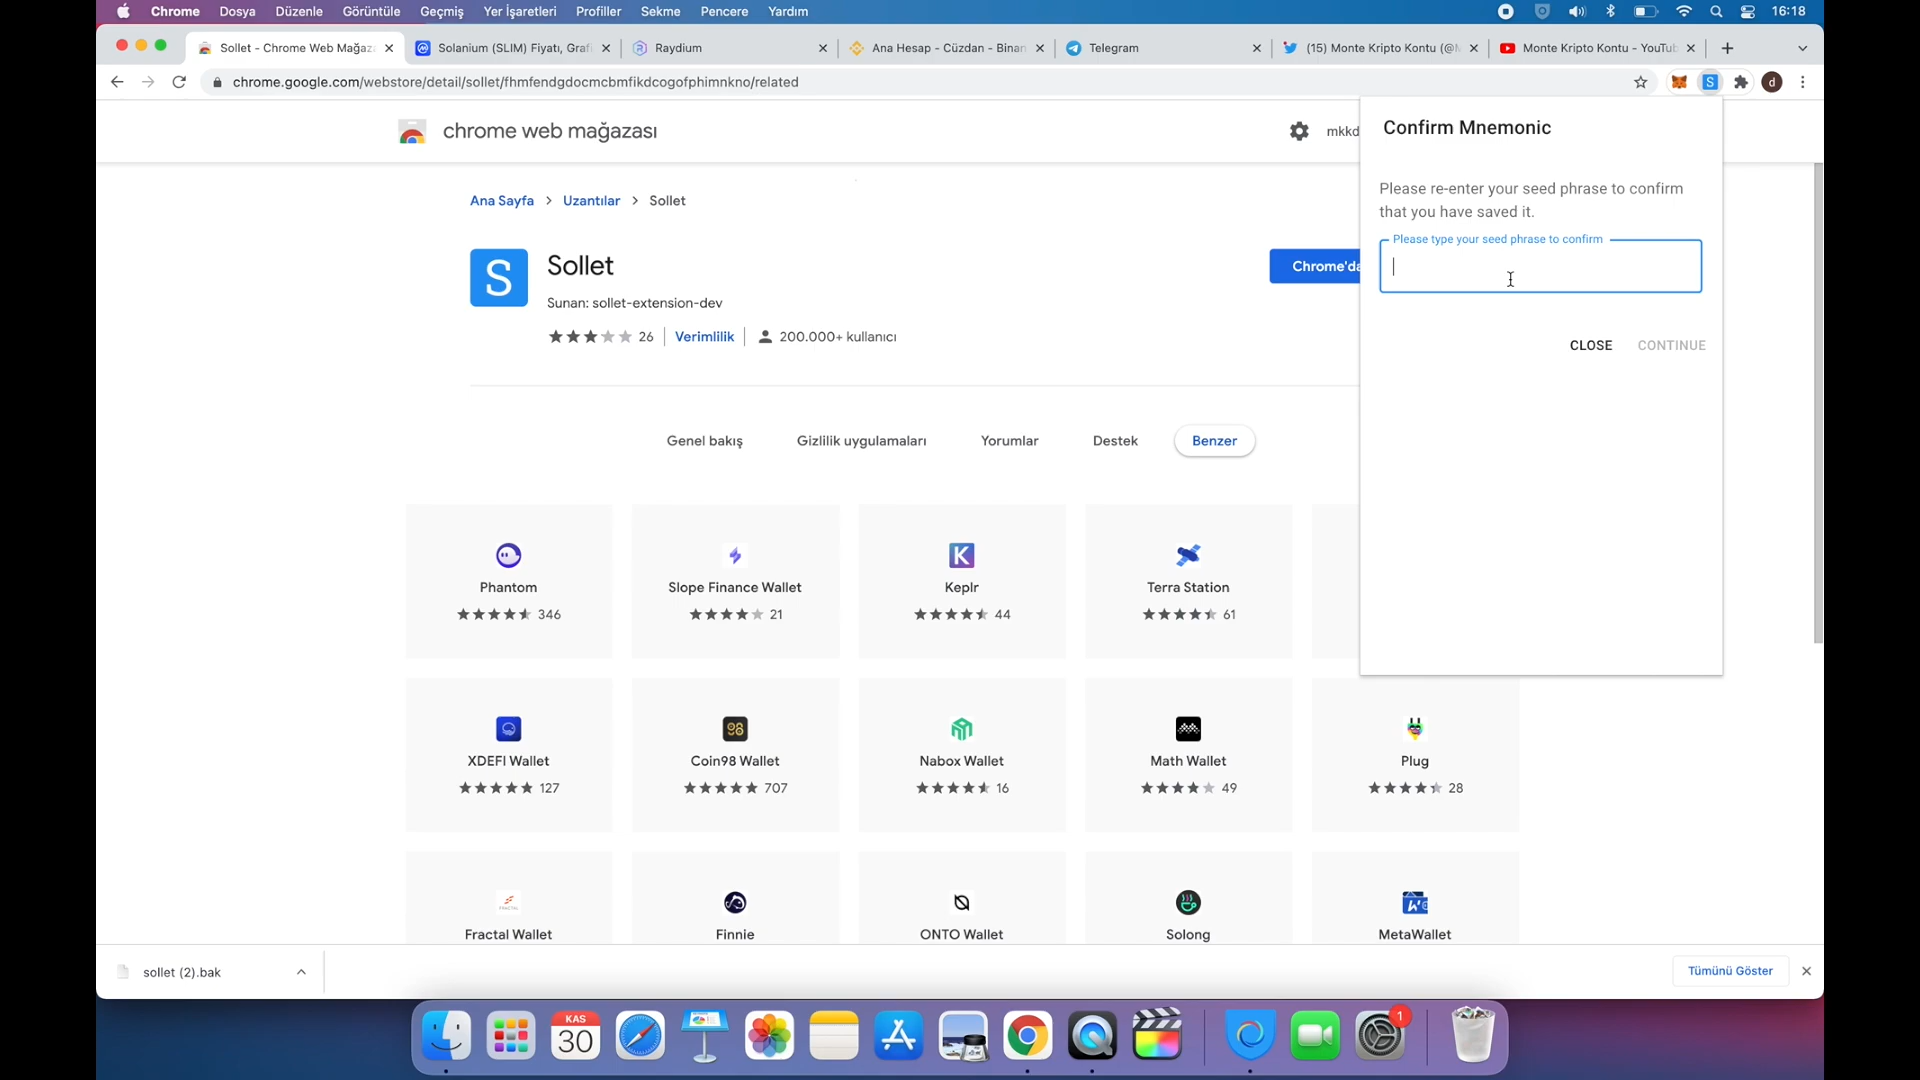 Chrome Dosya Düzenle Görüntüle Geçmiş Yer İşaretleri Profiller Sekme Pencere Yardım 16:18
Sollet - Chrome Web Mağaz Solanium (SLIM) Fiyatı, Grafi Raydium Ana Hesap - Cüzdan - Binan Telegram (15) Monte Kripto Kontu (@M Monte Kripto Kontu - YouTub
chrome.google.com/webstore/detail/sollet/fhmfendgdocmcbmfikdcogofphimnkno/related S d
chrome web mağazası mkkd
Confirm Mnemonic
Please re-enter your seed phrase to confirm
that you have saved it.
Please type your seed phrase to confirm
CLOSE CONTINUE
Ana Sayfa > Uzantılar > Sollet
S
Sollet
Chrome'da
Sunan: sollet-extension-dev
26 Verimlilik 200.000+ kullanıcı
Genel bakış Gizlilik uygulamaları Yorumlar Destek Benzer
K
Phantom Slope Finance Wallet Keplr Terra Station
346 21 44 61
98
XDEFI Wallet Coin98 Wallet Nabox Wallet Math Wallet Plug
127 707 16 49 28
Fractal Wallet Finnie ONTO Wallet Solong MetaWallet
sollet (2).bak Tümünü Göster
KAS
30
1